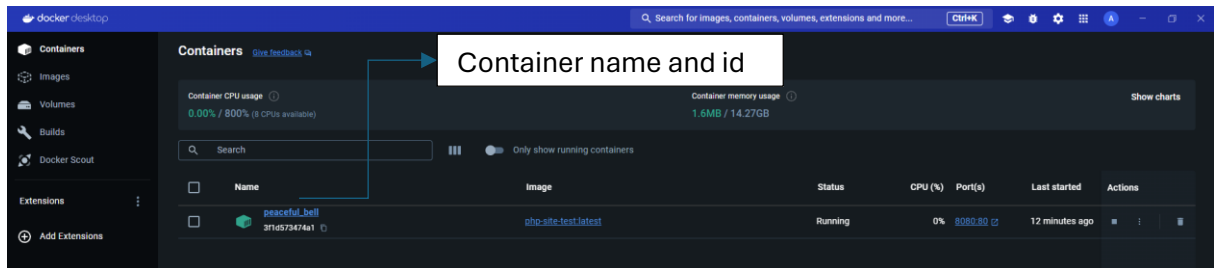 docker desktop
Search for images, containers, volumes, extensions and more...
Ctrl+K
A
Containers
Images
Volumes
Builds
Docker Scout
Extensions
Add Extensions
Containers Give feedback
Container name and id
Container CPU usage
0.00% / 800% (8 CPUs available)
Container memory usage
1.6MB / 14.27GB
Show charts
Search
Only show running containers
Name Image Status CPU (%) Port(s) Last started Actions
peaceful_bell
3f1d573474a1
php-site-test:latest Running 0% 8080:80 12 minutes ago